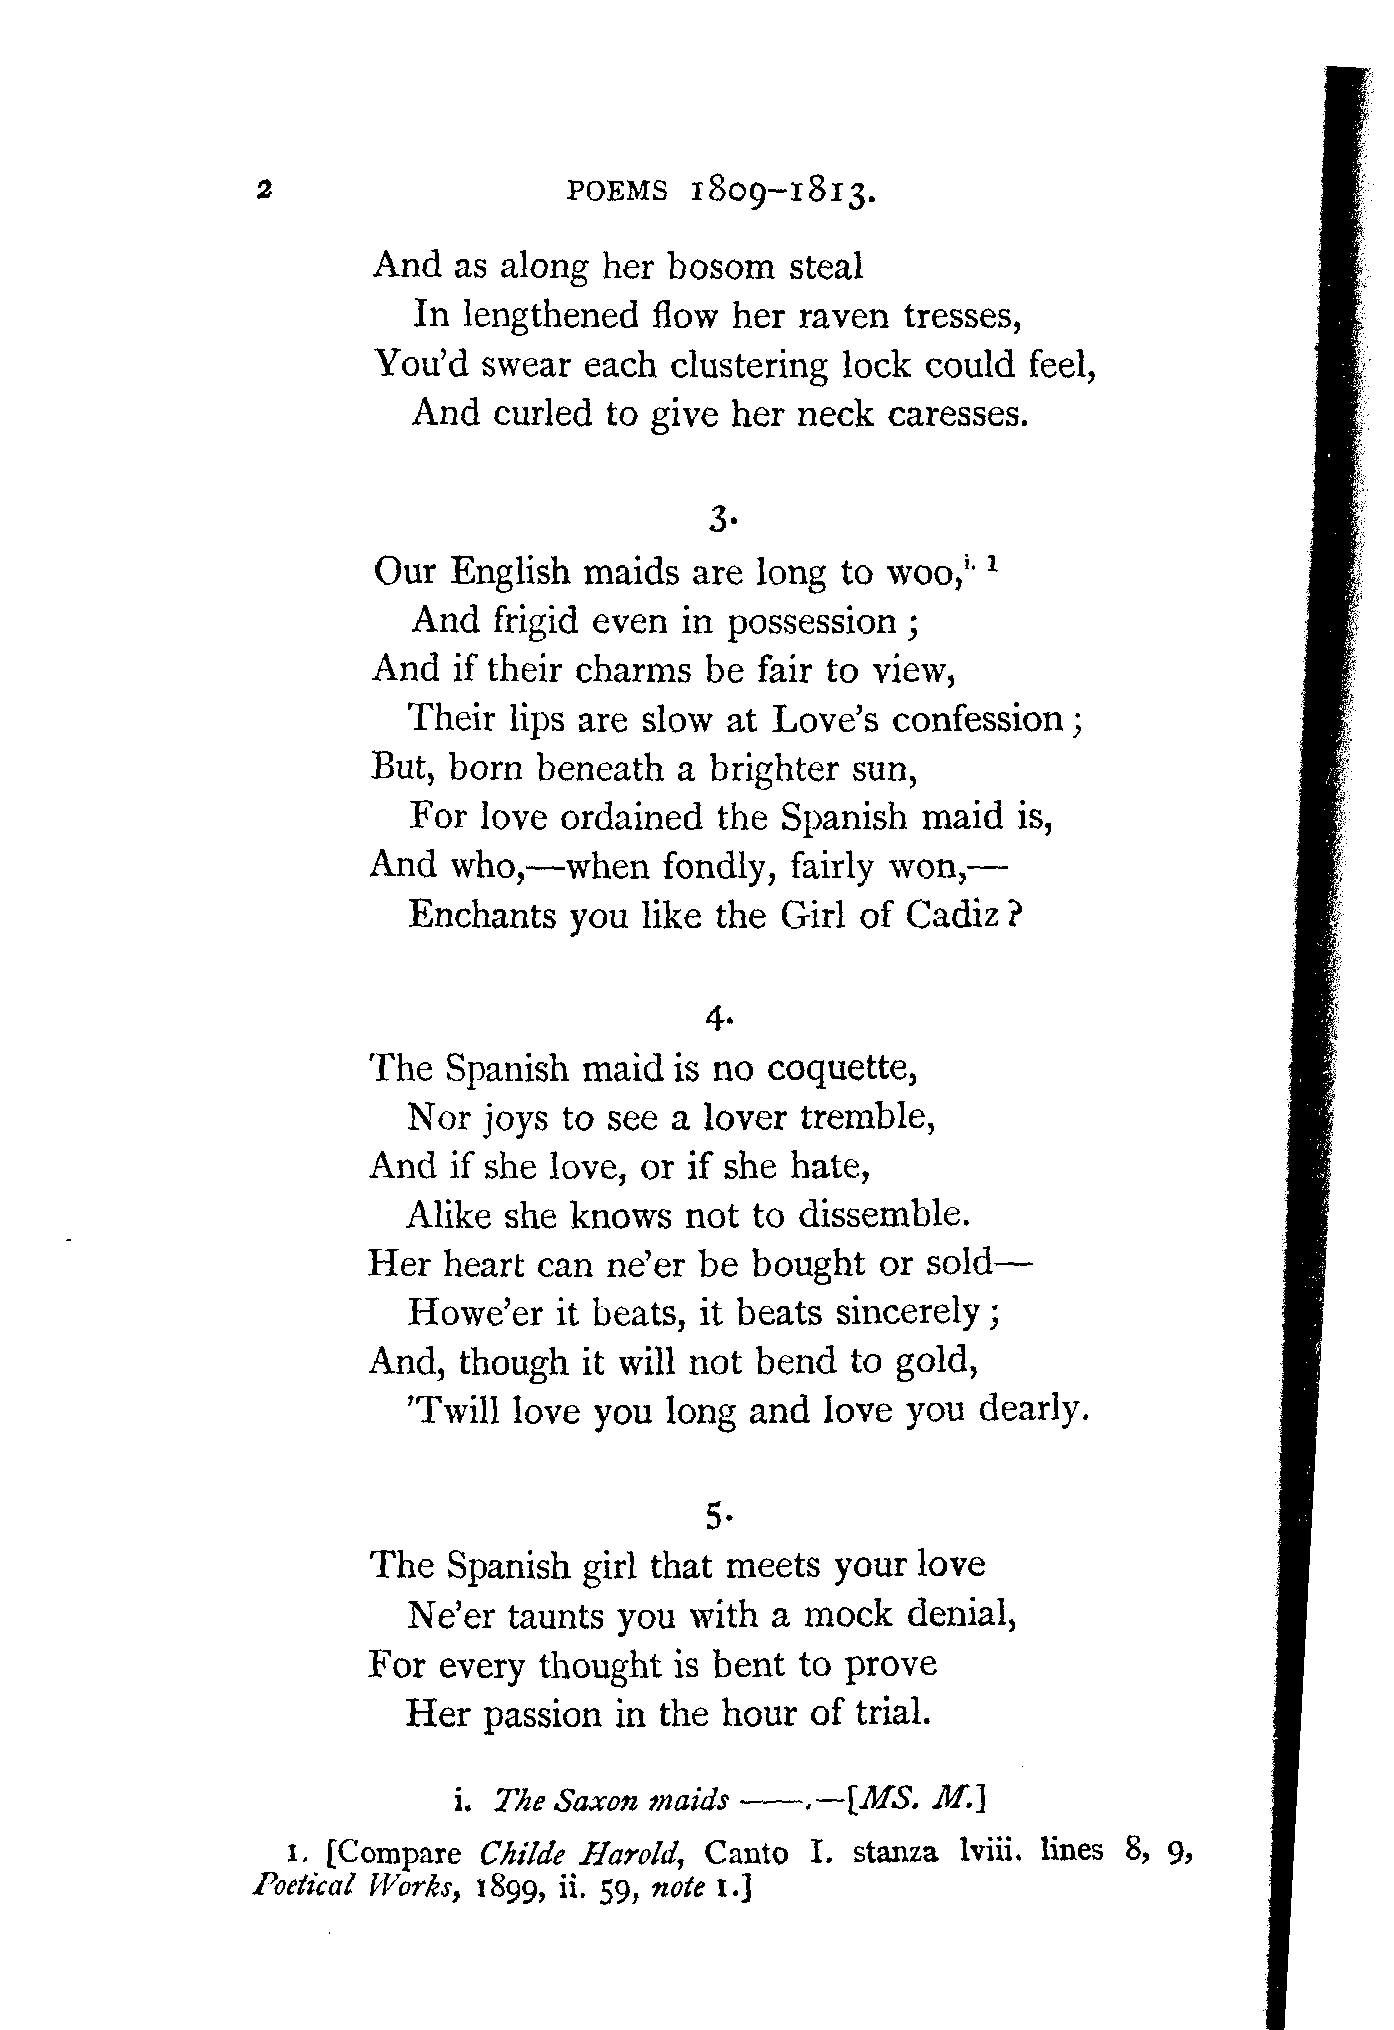 2 POEMS 1809–1813.
And as along her bosom steal
In lengthened flow her raven tresses,
You'd swear each clustering lock could feel,
And curled to give her neck caresses.
3.
Our English maids are long to woo,i. 1
And frigid even in possession ;
And if their charms be fair to view,
Their lips are slow at Love's confession ;
But, born beneath a brighter sun,
For love ordained the Spanish maid is,
And who,—when fondly, fairly won,—
Enchants you like the Girl of Cadiz ?
4.
The Spanish maid is no coquette,
Nor joys to see a lover tremble,
And if she love, or if she hate,
Alike she knows not to dissemble.
Her heart can ne'er be bought or sold—
Howe'er it beats, it beats sincerely ;
And, though it will not bend to gold,
'Twill love you long and love you dearly.
5.
The Spanish girl that meets your love
Ne'er taunts you with a mock denial,
For every thought is bent to prove
Her passion in the hour of trial.
i. The Saxon maids ——.—[MS. M.]
1. [Compare Childe Harold, Canto I. stanza lviii. lines 8, 9,
Poetical Works, 1899, ii. 59, note 1.]